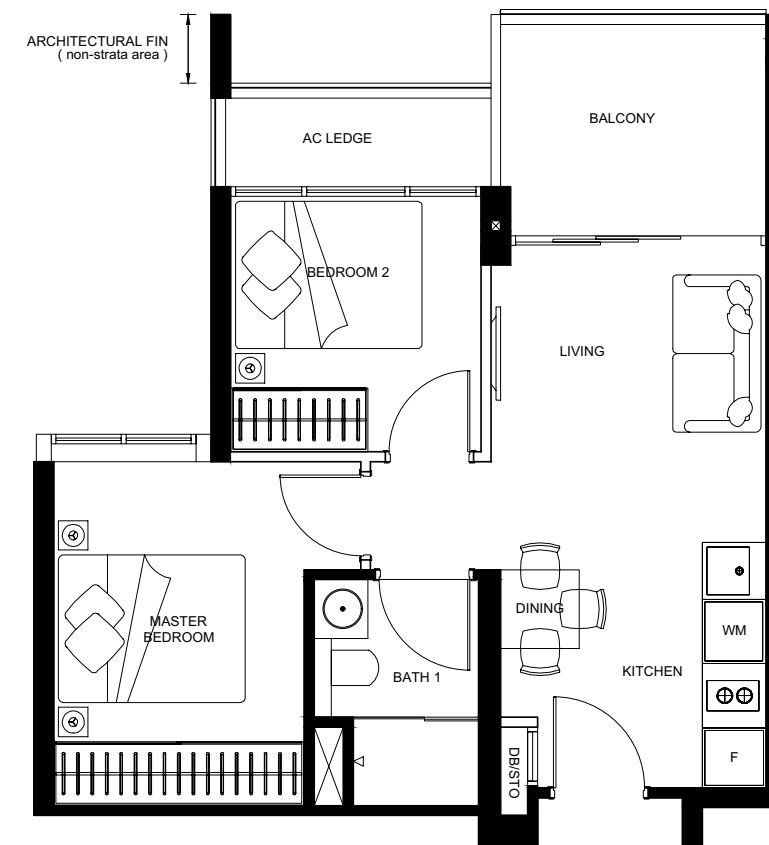 ARCHITECTURAL FIN
( non-strata area )
BALCONY
AC LEDGE
BEDROOM 2
LIVING
DINING
MASTER
BEDROOM
WM
KITCHEN
BATH 1
F
DB/STO